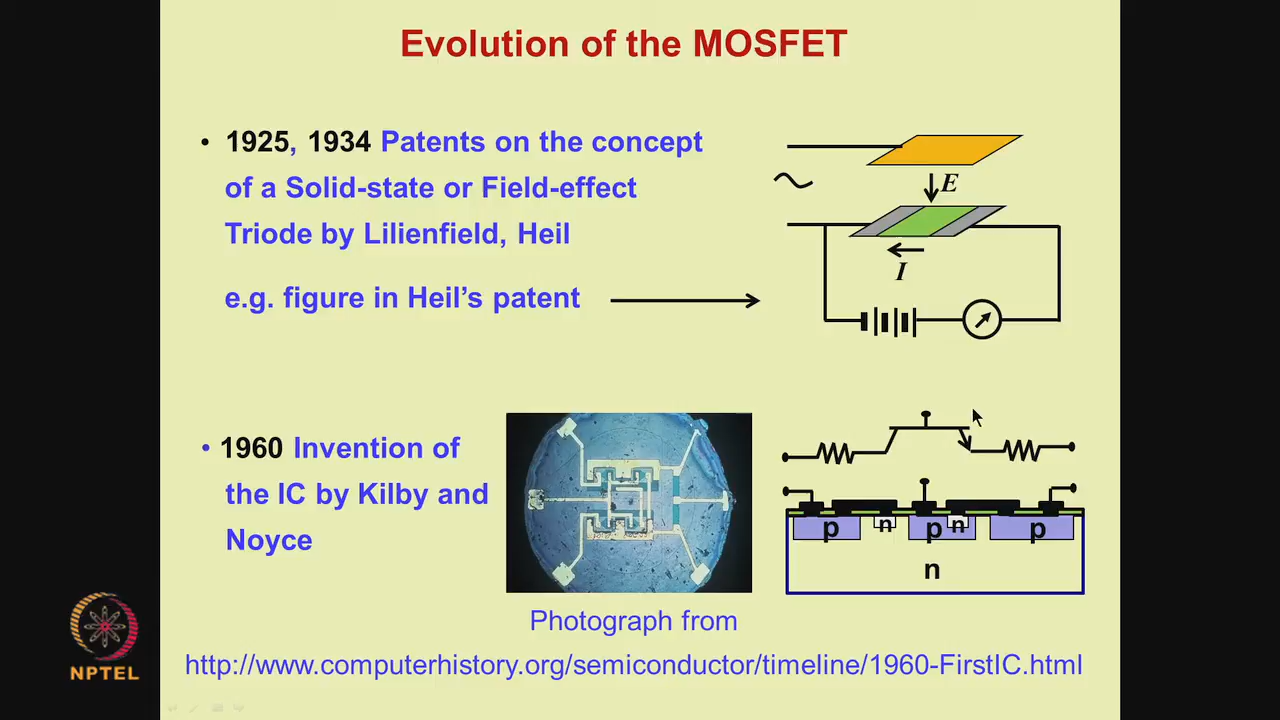 Evolution of the MOSFET
• 1925, 1934 Patents on the concept
of a Solid-state or Field-effect
Triode by Lilienfield, Heil
e.g. figure in Heil's patent
E
I
• 1960 Invention of
the IC by Kilby and
Noyce
p n p n p
n
Photograph from
http://www.computerhistory.org/semiconductor/timeline/1960-FirstIC.html
NPTEL